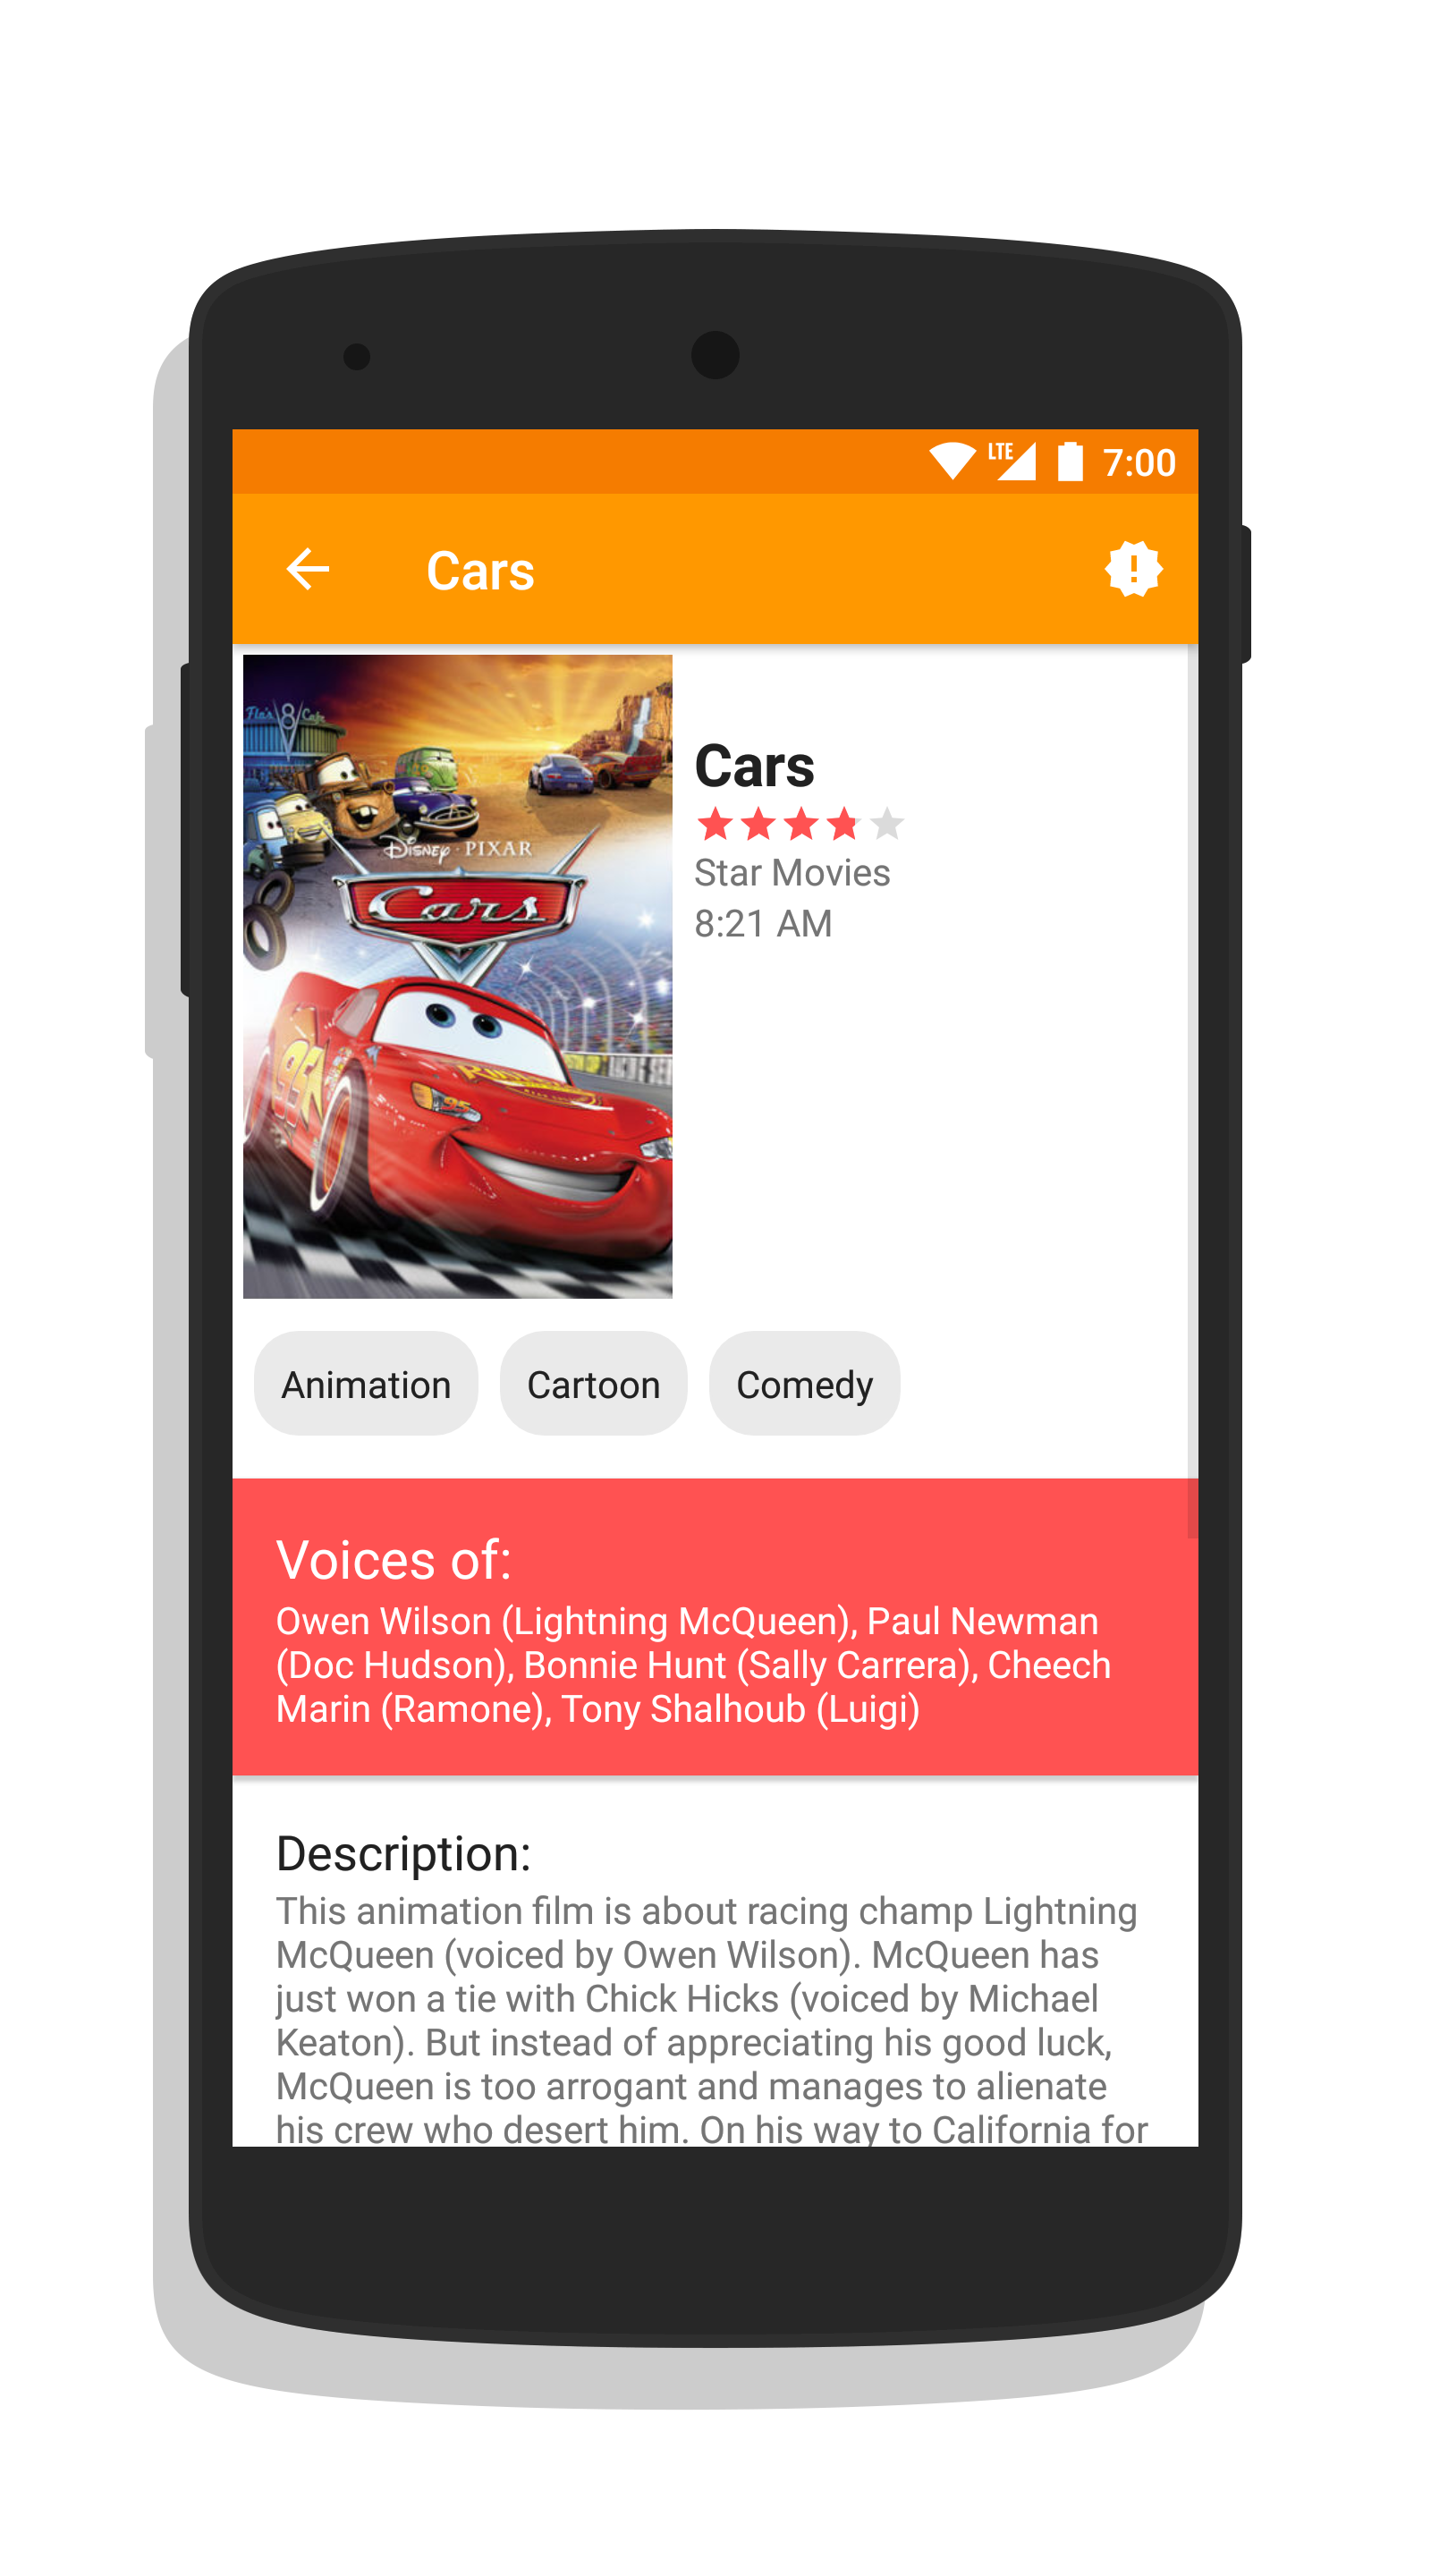 LTE 7:00
Cars
Flo's V8 Cafe
Disney · PIXAR
Cars
95
95
Cars
Star Movies
8:21 AM
Animation Cartoon Comedy
Voices of:
Owen Wilson (Lightning McQueen), Paul Newman
(Doc Hudson), Bonnie Hunt (Sally Carrera), Cheech
Marin (Ramone), Tony Shalhoub (Luigi)
Description:
This animation film is about racing champ Lightning
McQueen (voiced by Owen Wilson). McQueen has
just won a tie with Chick Hicks (voiced by Michael
Keaton). But instead of appreciating his good luck,
McQueen is too arrogant and manages to alienate
his crew who desert him. On his way to California for